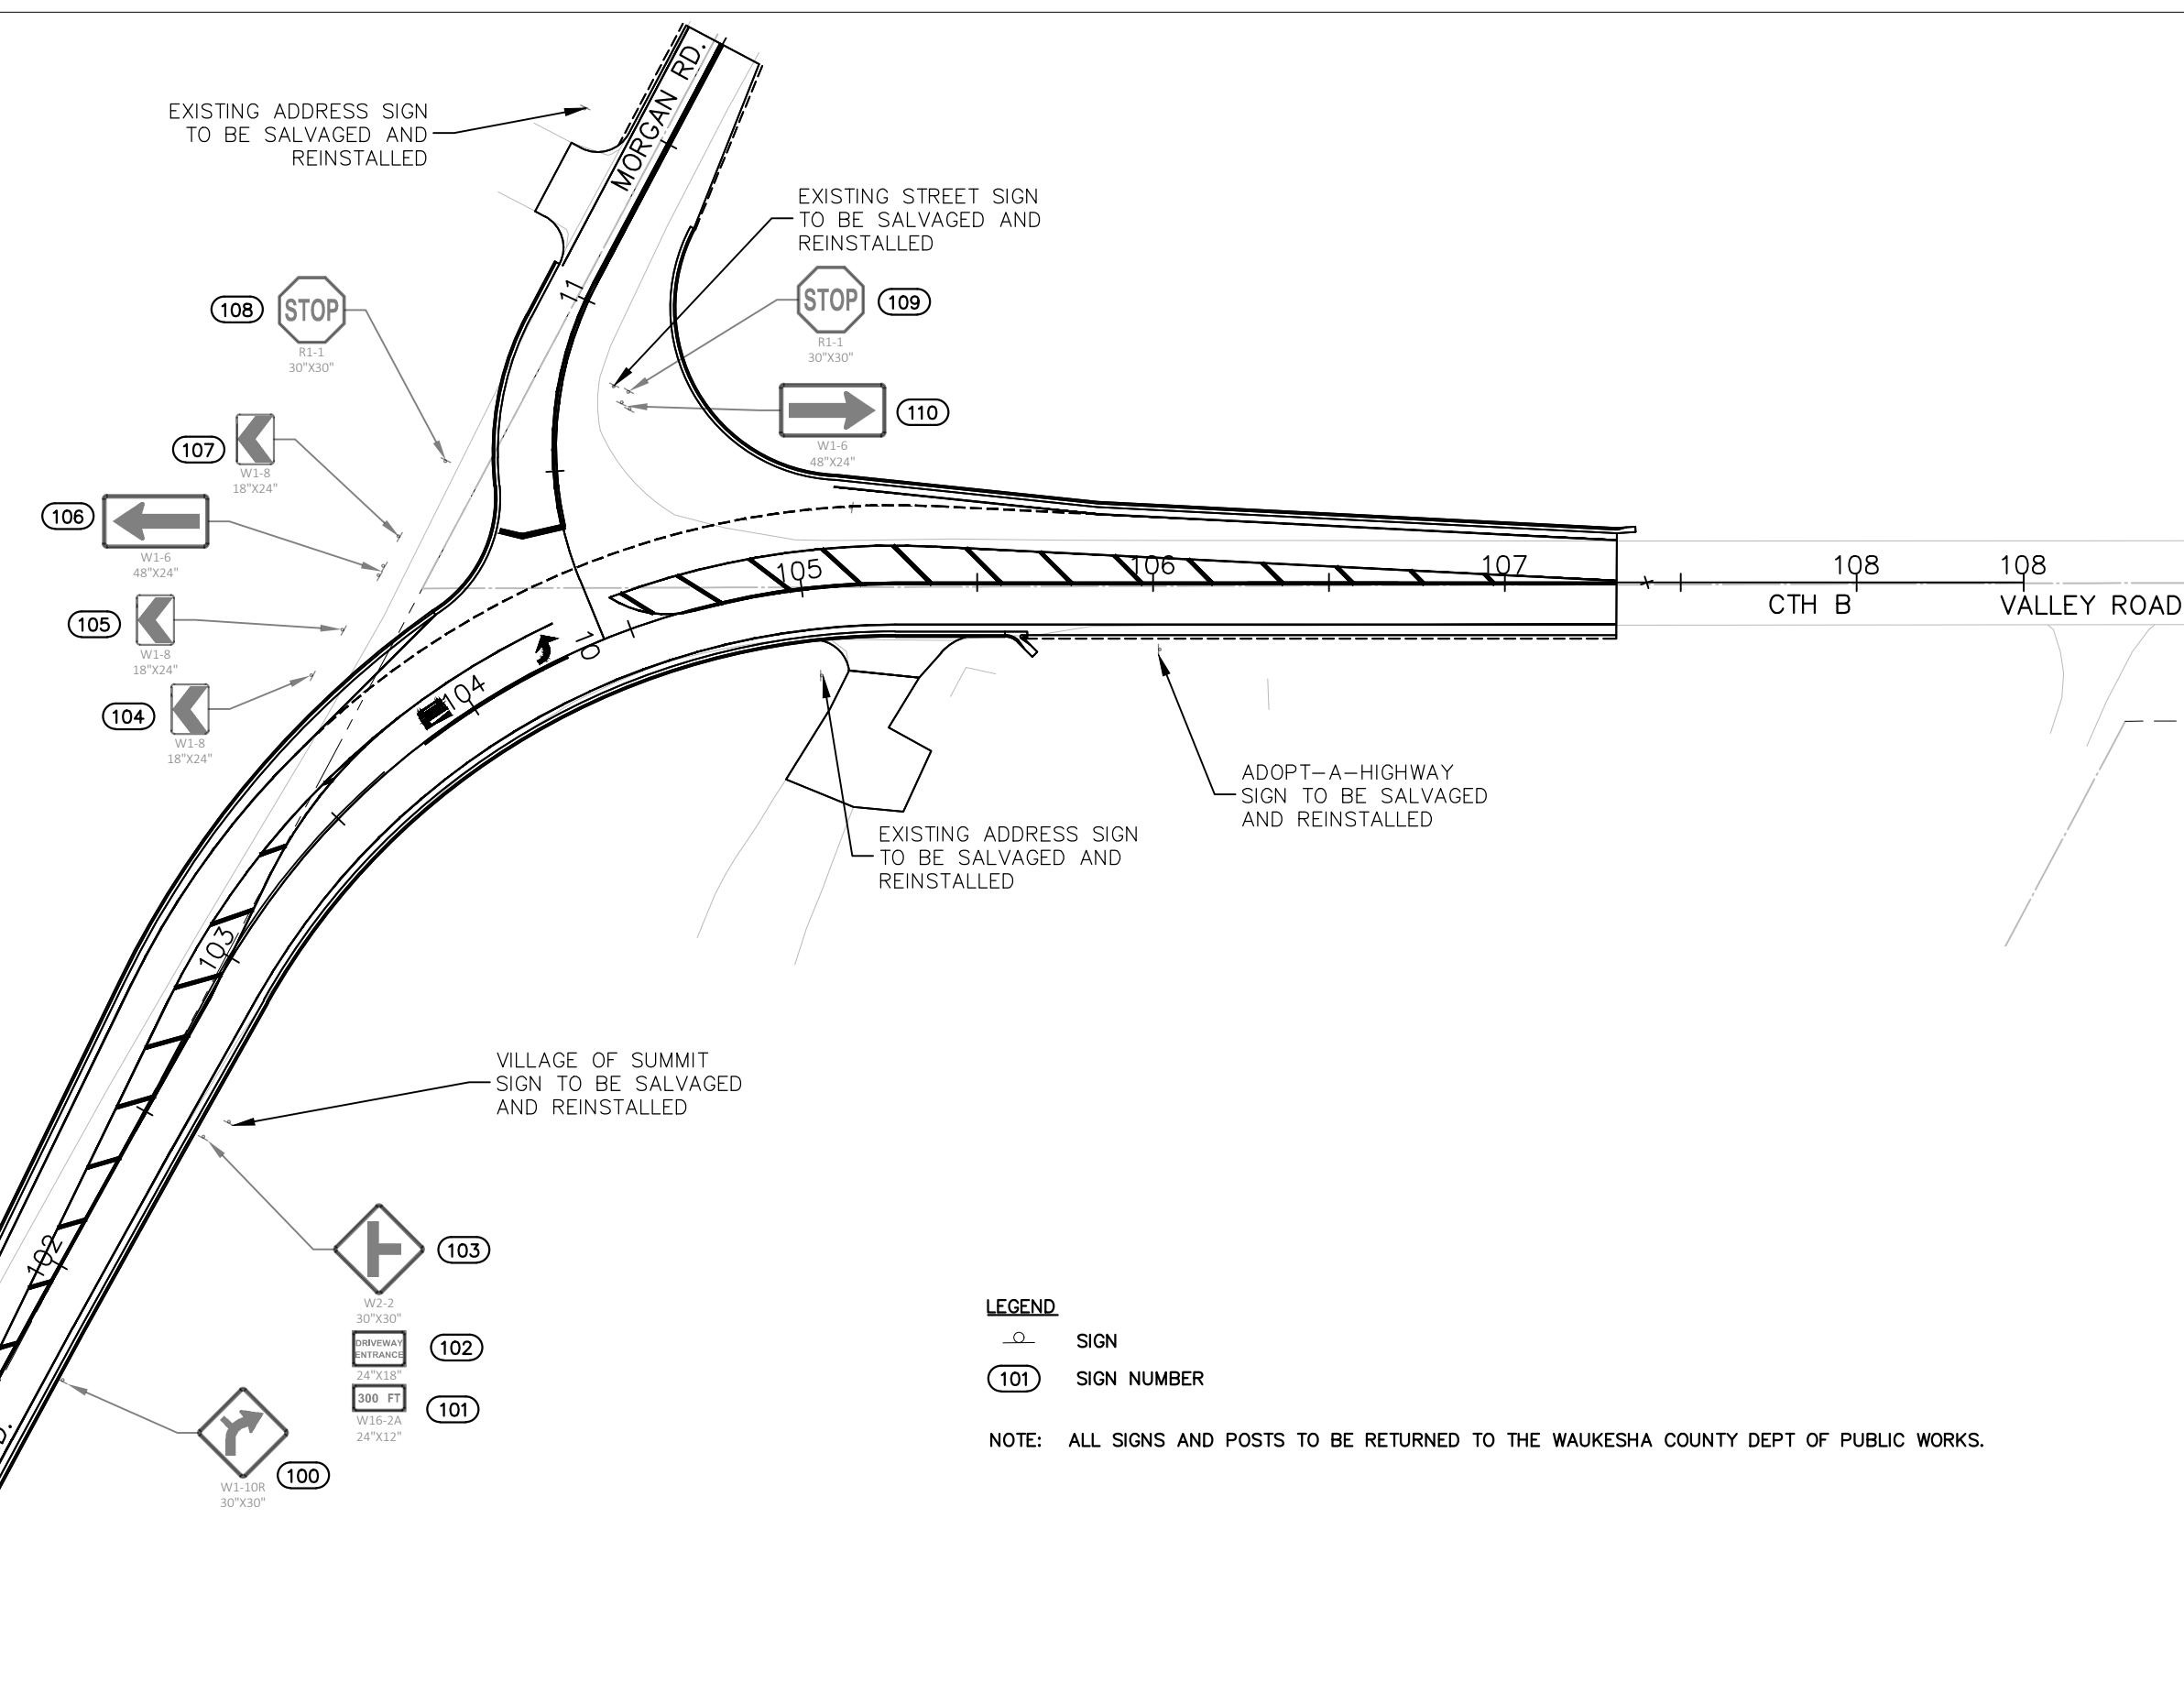 MORGAN RD.
EXISTING ADDRESS SIGN
TO BE SALVAGED AND
REINSTALLED
EXISTING STREET SIGN
TO BE SALVAGED AND
REINSTALLED
11
108
STOP
R1-1
30"X30"
STOP
109
R1-1
30"X30"
110
W1-6
48"X24"
107
W1-8
18"X24"
106
W1-6
48"X24"
105
W1-8
18"X24"
104
W1-8
18"X24"
10
104
105
106
107
108
108
CTH B
VALLEY ROAD
ADOPT-A-HIGHWAY
SIGN TO BE SALVAGED
AND REINSTALLED
EXISTING ADDRESS SIGN
TO BE SALVAGED AND
REINSTALLED
103
VILLAGE OF SUMMIT
SIGN TO BE SALVAGED
AND REINSTALLED
102
103
W2-2
30"X30"
DRIVEWAY
ENTRANCE
102
24"X18"
300 FT
101
W16-2A
24"X12"
100
W1-10R
30"X30"
LEGEND
SIGN
101 SIGN NUMBER
NOTE: ALL SIGNS AND POSTS TO BE RETURNED TO THE WAUKESHA COUNTY DEPT OF PUBLIC WORKS.